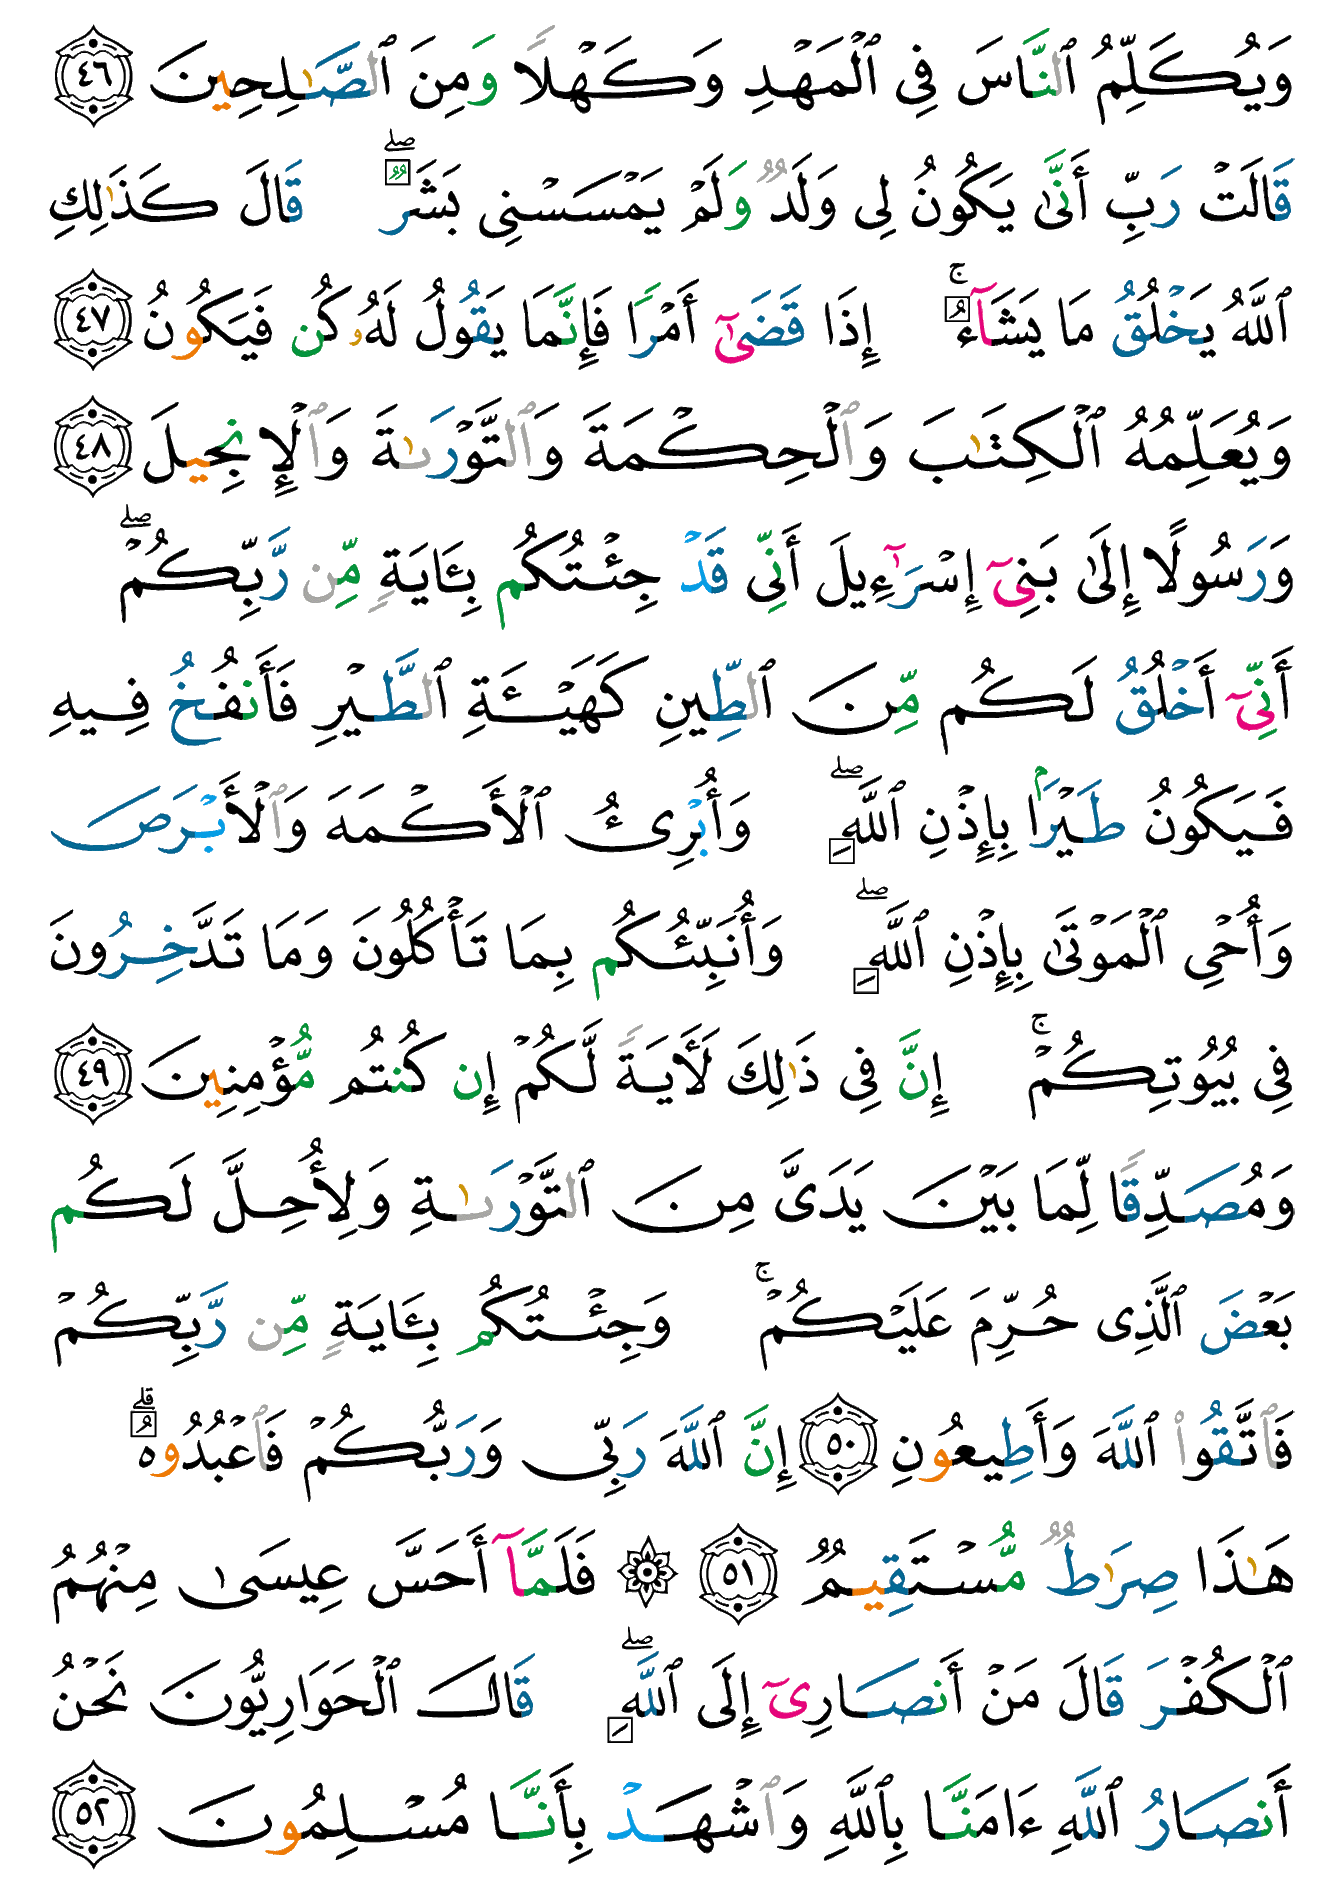 وَيُكَلِّمُ ٱلنَّاسَ فِي ٱلۡمَهۡدِ وَكَهۡلٗا وَمِنَ ٱلصَّٰلِحِينَ ٤٦
قَالَتۡ رَبِّ أَنَّىٰ يَكُونُ لِي وَلَدٞ وَلَمۡ يَمۡسَسۡنِي بَشَرٞۖ قَالَ كَذَٰلِكِ
ٱللَّهُ يَخۡلُقُ مَا يَشَآءُۚ إِذَا قَضَىٰٓ أَمۡرٗا فَإِنَّمَا يَقُولُ لَهُۥ كُن فَيَكُونُ ٤٧
وَيُعَلِّمُهُ ٱلۡكِتَٰبَ وَٱلۡحِكۡمَةَ وَٱلتَّوۡرَىٰةَ وَٱلۡإِنجِيلَ ٤٨
وَرَسُولًا إِلَىٰ بَنِيٓ إِسۡرَٰٓءِيلَ أَنِّي قَدۡ جِئۡتُكُم بِـَٔايَةٖ مِّن رَّبِّكُمۡۖ
أَنِّيٓ أَخۡلُقُ لَكُم مِّنَ ٱلطِّينِ كَهَيۡـَٔةِ ٱلطَّيۡرِ فَأَنفُخُ فِيهِ
فَيَكُونُ طَيۡرَۢا بِإِذۡنِ ٱللَّهِۖ وَأُبۡرِئُ ٱلۡأَكۡمَهَ وَٱلۡأَبۡرَصَ
وَأُحۡيِ ٱلۡمَوۡتَىٰ بِإِذۡنِ ٱللَّهِۖ وَأُنَبِّئُكُم بِمَا تَأۡكُلُونَ وَمَا تَدَّخِرُونَ
فِي بُيُوتِكُمۡۚ إِنَّ فِي ذَٰلِكَ لَأٓيَةٗ لَّكُمۡ إِن كُنتُم مُّؤۡمِنِينَ ٤٩
وَمُصَدِّقٗا لِّمَا بَيۡنَ يَدَيَّ مِنَ ٱلتَّوۡرَىٰةِ وَلِأُحِلَّ لَكُم
بَعۡضَ ٱلَّذِي حُرِّمَ عَلَيۡكُمۡۚ وَجِئۡتُكُم بِـَٔايَةٖ مِّن رَّبِّكُمۡ
فَٱتَّقُواْ ٱللَّهَ وَأَطِيعُونِ ٥٠ إِنَّ ٱللَّهَ رَبِّي وَرَبُّكُمۡ فَٱعۡبُدُوهُۚ
هَٰذَا صِرَٰطٞ مُّسۡتَقِيمٞ ٥١ ۞ فَلَمَّآ أَحَسَّ عِيسَىٰ مِنۡهُمُ
ٱلۡكُفۡرَ قَالَ مَنۡ أَنصَارِيٓ إِلَى ٱللَّهِۖ قَالَ ٱلۡحَوَارِيُّونَ نَحۡنُ
أَنصَارُ ٱللَّهِ ءَامَنَّا بِٱللَّهِ وَٱشۡهَدۡ بِأَنَّا مُسۡلِمُونَ ٥٢